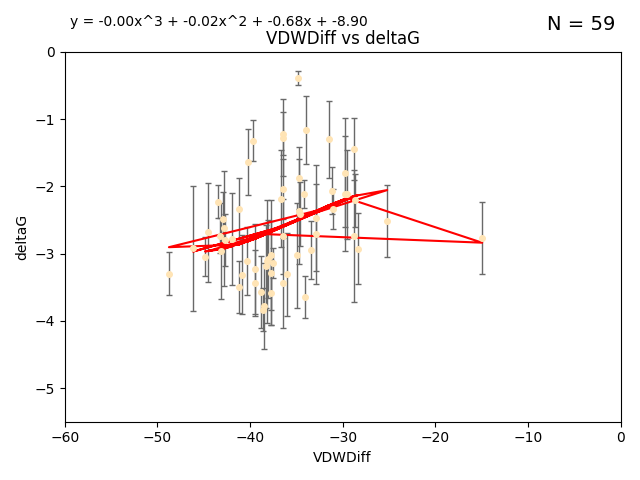 y = -0.00x^3 + -0.02x^2 + -0.68x + -8.90
N = 59
VDWDiff vs deltaG
0
−1
−2
−3
−4
−5
deltaG
−60 −50 −40 −30 −20 −10 0
VDWDiff